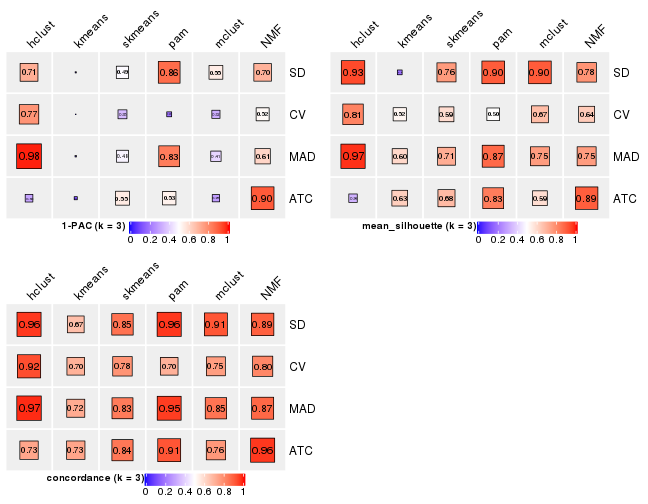 hclust kmeans skmeans pam mclust NMF
0.71 0.49 0.86 0.55 0.70 SD
0.77 0.52 CV
0.98 0.48 0.83 0.41 0.61 MAD
0.55 0.53 0.90 ATC
1-PAC (k = 3)
0 0.2 0.4 0.6 0.8 1
hclust kmeans skmeans pam mclust NMF
0.93 0.76 0.90 0.90 0.78 SD
0.81 0.52 0.59 0.50 0.67 0.64 CV
0.97 0.60 0.71 0.87 0.75 0.75 MAD
0.63 0.68 0.83 0.59 0.89 ATC
mean_silhouette (k = 3)
0 0.2 0.4 0.6 0.8 1
hclust kmeans skmeans pam mclust NMF
0.96 0.67 0.85 0.96 0.91 0.89 SD
0.92 0.70 0.78 0.70 0.75 0.80 CV
0.97 0.72 0.83 0.95 0.85 0.87 MAD
0.73 0.73 0.84 0.91 0.76 0.96 ATC
concordance (k = 3)
0 0.2 0.4 0.6 0.8 1